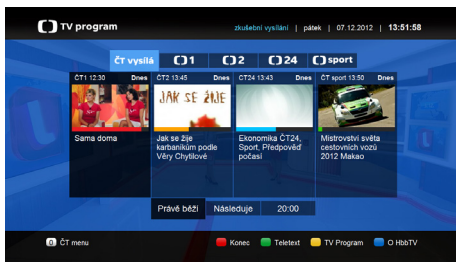 TV program
zkušební vysílání | pátek | 07.12.2012 | 13:51:58
ČT vysílá 1 2 24 sport
ČT1 12:30 Dnes
Sama doma
ČT2 13:45 Dnes
JAK SE ŽIJE
Jak se žije
karbaníkům podle
Věry Chytilové
ČT24 13:43 Dnes
Ekonomika ČT24,
Sport, Předpověď
počasí
ČT sport 13:50 Dnes
Mistrovství světa
cestovních vozů
2012 Makao
Právě běží Následuje 20:00
0 ČT menu Konec Teletext TV Program O HbbTV